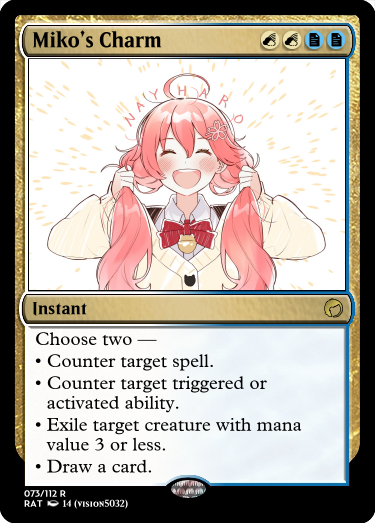 Miko's Charm
NAYCHARO
Instant
Choose two —
• Counter target spell.
• Counter target triggered or
activated ability.
• Exile target creature with mana
value 3 or less.
• Draw a card.
073/112 R
RAT 14 (VISION5032)